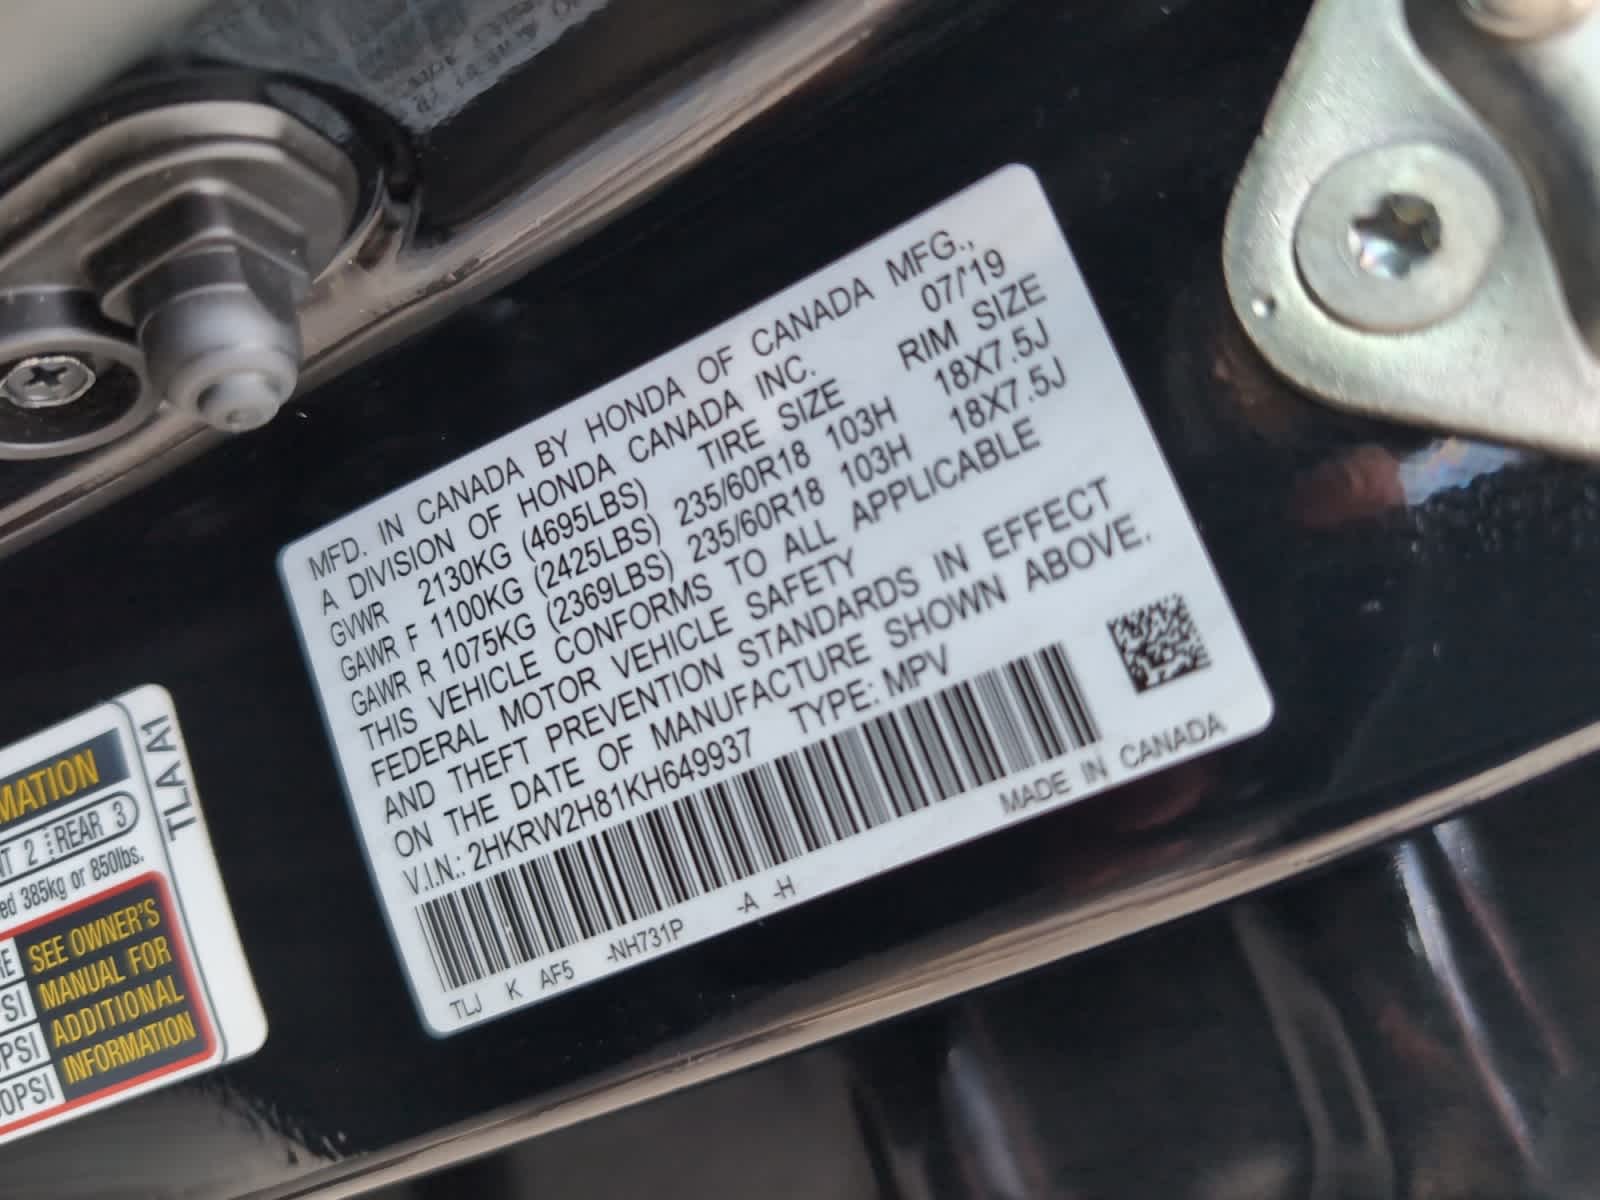 MFD. IN CANADA BY HONDA OF CANADA MFG.,
A DIVISION OF HONDA CANADA INC. 07/'19
GVWR 2130KG (4695LBS) TIRE SIZE RIM SIZE
GAWR F 1100KG (2425LBS) 235/60R18 103H 18X7.5J
GAWR R 1075KG (2369LBS) 235/60R18 103H 18X7.5J
THIS VEHICLE CONFORMS TO ALL APPLICABLE
FEDERAL MOTOR VEHICLE SAFETY
AND THEFT PREVENTION STANDARDS IN EFFECT
ON THE DATE OF MANUFACTURE SHOWN ABOVE.
V.I.N.: 2HKRW2H81KH649937 TYPE: MPV
MADE IN CANADA
TLJ K AF5 -NH731P -A -H
TLA A1
2 REAR 3
385kg or 850lbs.
SEE OWNER'S
MANUAL FOR
ADDITIONAL
INFORMATION